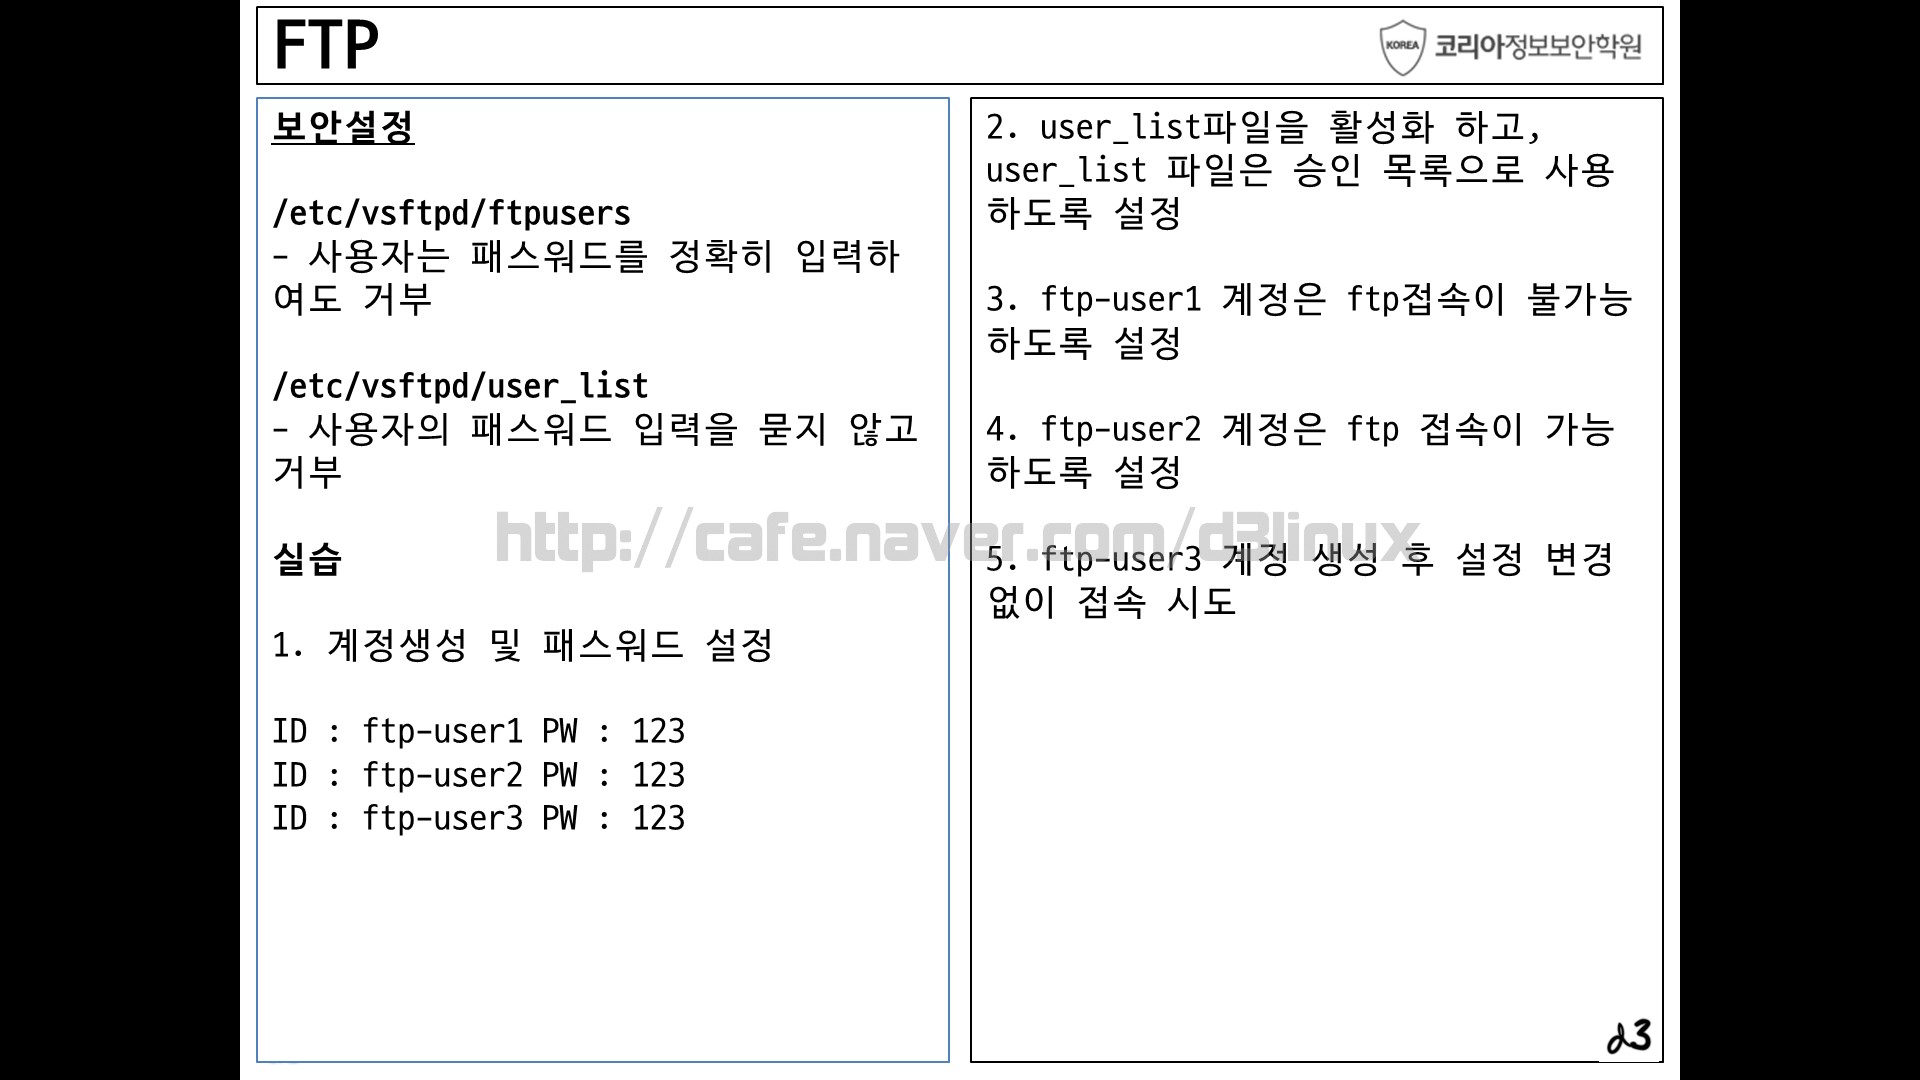 FTP
KOREA 코리아정보보안학원
보안설정
/etc/vsftpd/ftpusers
- 사용자는 패스워드를 정확히 입력하
여도 거부
/etc/vsftpd/user_list
- 사용자의 패스워드 입력을 묻지 않고
거부
실습
1. 계정생성 및 패스워드 설정
ID : ftp-user1 PW : 123
ID : ftp-user2 PW : 123
ID : ftp-user3 PW : 123
2. user_list파일을 활성화 하고,
user_list 파일은 승인 목록으로 사용
하도록 설정
3. ftp-user1 계정은 ftp접속이 불가능
하도록 설정
4. ftp-user2 계정은 ftp 접속이 가능
하도록 설정
5. ftp-user3 계정 생성 후 설정 변경
없이 접속 시도
http://cafe.naver.com/d3linux
d3